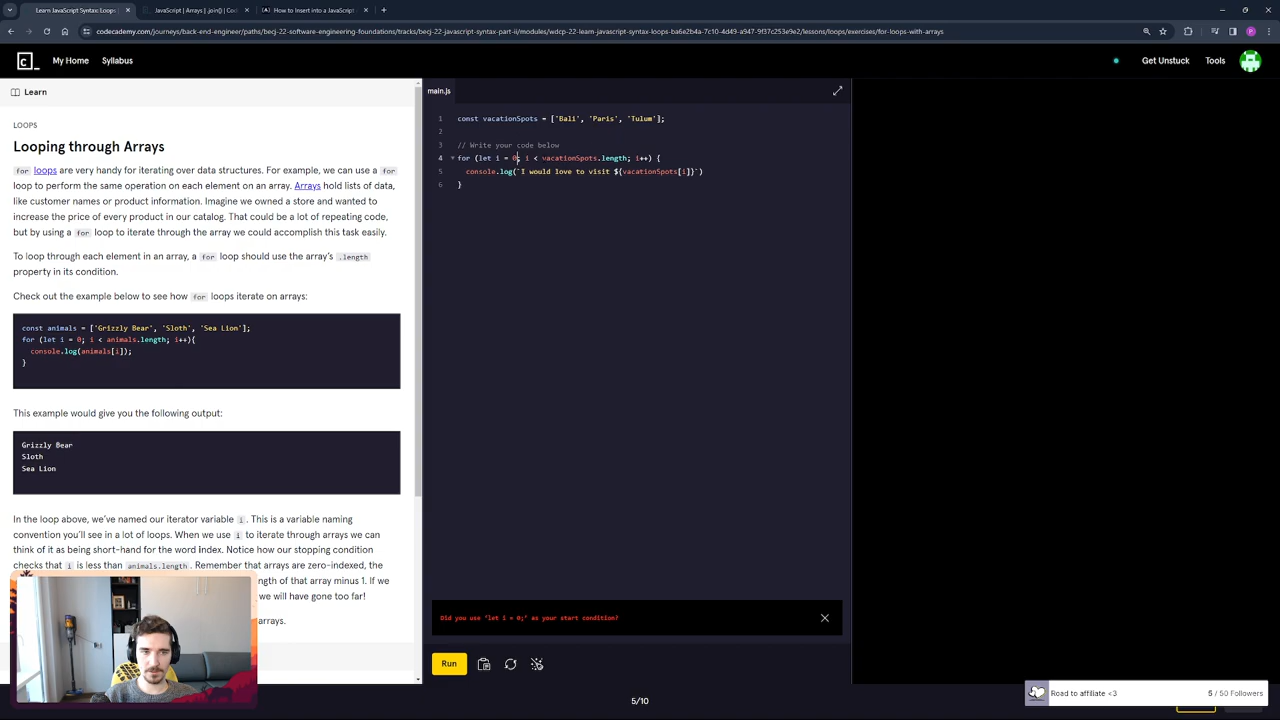 Learn JavaScript Syntax: Loops
JavaScript | Arrays | .join() | Cod
How to Insert into a JavaScript
codecademy.com/journeys/back-end-engineer/paths/becj-22-software-engineering-foundations/tracks/becj-22-javascript-syntax-part-ii/modules/wdcp-22-learn-javascript-syntax-loops-ba6e2b4a-7c10-4d49-a947-9f37c253e9e2/lessons/loops/exercises/for-loops-with-arrays
My Home
Syllabus
Get Unstuck
Tools
Learn
LOOPS
Looping through Arrays
for loops are very handy for iterating over data structures. For example, we can use a for
loop to perform the same operation on each element on an array. Arrays hold lists of data,
like customer names or product information. Imagine we owned a store and wanted to
increase the price of every product in our catalog. That could be a lot of repeating code,
but by using a for loop to iterate through the array we could accomplish this task easily.
To loop through each element in an array, a for loop should use the array's .length
property in its condition.
Check out the example below to see how for loops iterate on arrays:
const animals = ['Grizzly Bear', 'Sloth', 'Sea Lion'];
for (let i = 0; i < animals.length; i++){
console.log(animals[i]);
}
This example would give you the following output:
Grizzly Bear
Sloth
Sea Lion
In the loop above, we've named our iterator variable i. This is a variable naming
convention you'll see in a lot of loops. When we use i to iterate through arrays we can
think of it as being short-hand for the word index. Notice how our stopping condition
checks that i is less than animals.length. Remember that arrays are zero-indexed, the
ngth of that array minus 1. If we
we will have gone too far!
arrays.
main.js
1 const vacationSpots = ['Bali', 'Paris', 'Tulum'];
2
3 // Write your code below
4 for (let i = 0; i < vacationSpots.length; i++) {
5 console.log(`I would love to visit ${vacationSpots[i]}`)
6 }
Did you use "let i = 0;" as your start condition?
Run
5/10
Road to affiliate <3
5 / 50 Followers